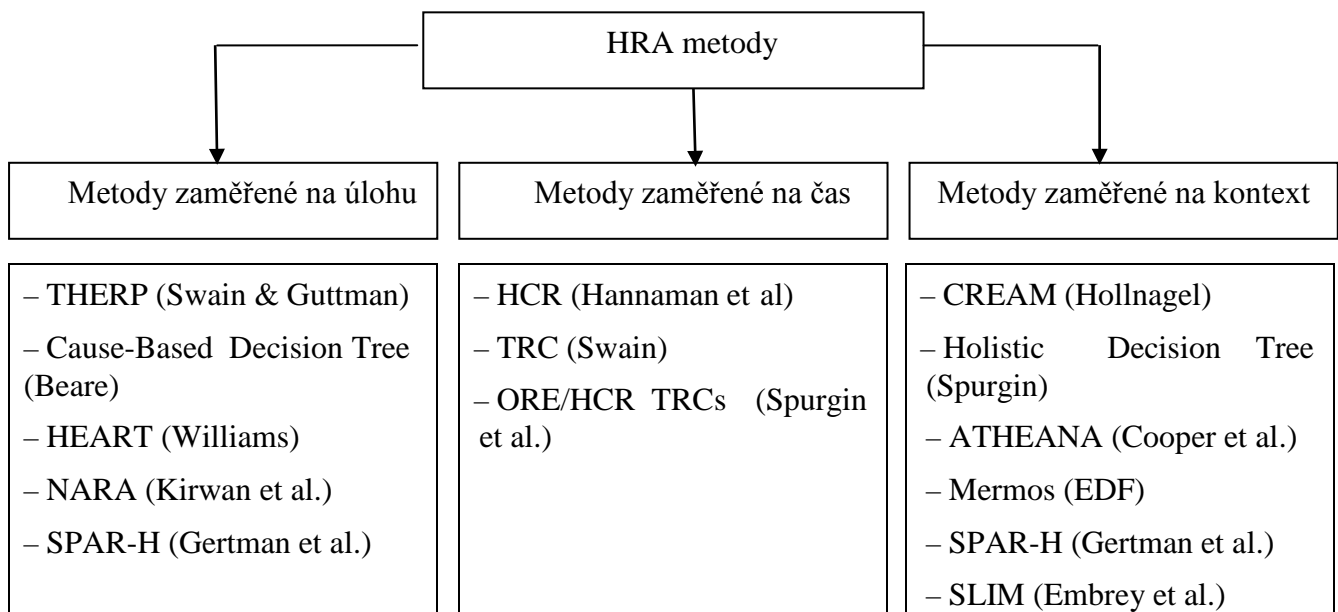 HRA metody
Metody zaměřené na úlohu
Metody zaměřené na čas
Metody zaměřené na kontext
– THERP (Swain & Guttman)
– Cause-Based Decision Tree
(Beare)
– HEART (Williams)
– NARA (Kirwan et al.)
– SPAR-H (Gertman et al.)
– HCR (Hannaman et al)
– TRC (Swain)
– ORE/HCR TRCs (Spurgin
et al.)
– CREAM (Hollnagel)
– Holistic Decision Tree
(Spurgin)
– ATHEANA (Cooper et al.)
– Mermos (EDF)
– SPAR-H (Gertman et al.)
– SLIM (Embrey et al.)